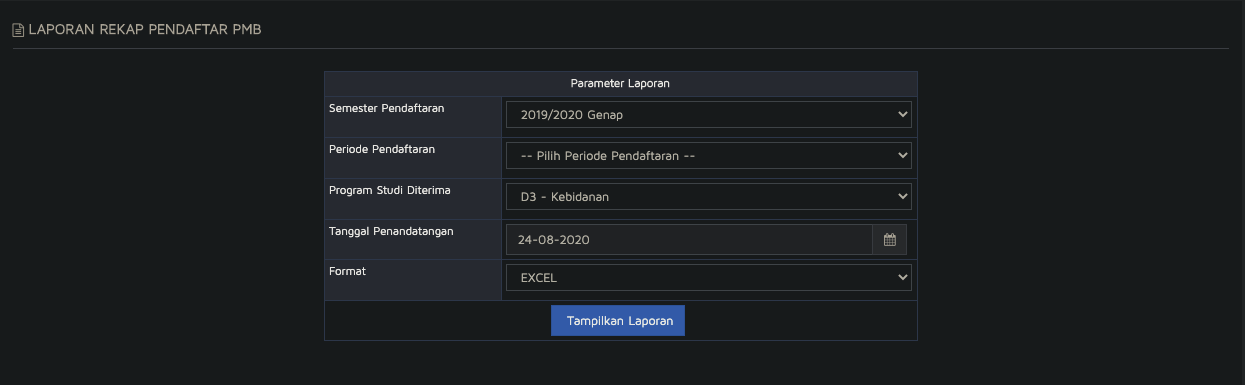 LAPORAN REKAP PENDAFTAR PMB
Parameter Laporan
Semester Pendaftaran
2019/2020 Genap
Periode Pendaftaran
-- Pilih Periode Pendaftaran --
Program Studi Diterima
D3 - Kebidanan
Tanggal Penandatangan
24-08-2020
Format
EXCEL
Tampilkan Laporan